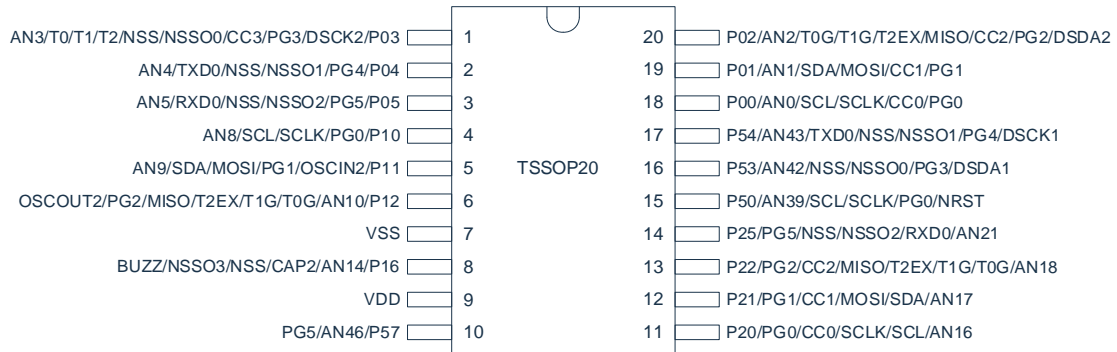 AN3/T0/T1/T2/NSS/NSSO0/CC3/PG3/DSCK2/P03 1 20 P02/AN2/T0G/T1G/T2EX/MISO/CC2/PG2/DSDA2
AN4/TXD0/NSS/NSSO1/PG4/P04 2 19 P01/AN1/SDA/MOSI/CC1/PG1
AN5/RXD0/NSS/NSSO2/PG5/P05 3 18 P00/AN0/SCL/SCLK/CC0/PG0
AN8/SCL/SCLK/PG0/P10 4 17 P54/AN43/TXD0/NSS/NSSO1/PG4/DSCK1
AN9/SDA/MOSI/PG1/OSCIN2/P11 5 TSSOP20 16 P53/AN42/NSS/NSSO0/PG3/DSDA1
OSCOUT2/PG2/MISO/T2EX/T1G/T0G/AN10/P12 6 15 P50/AN39/SCL/SCLK/PG0/NRST
VSS 7 14 P25/PG5/NSS/NSSO2/RXD0/AN21
BUZZ/NSSO3/NSS/CAP2/AN14/P16 8 13 P22/PG2/CC2/MISO/T2EX/T1G/T0G/AN18
VDD 9 12 P21/PG1/CC1/MOSI/SDA/AN17
PG5/AN46/P57 10 11 P20/PG0/CC0/SCLK/SCL/AN16